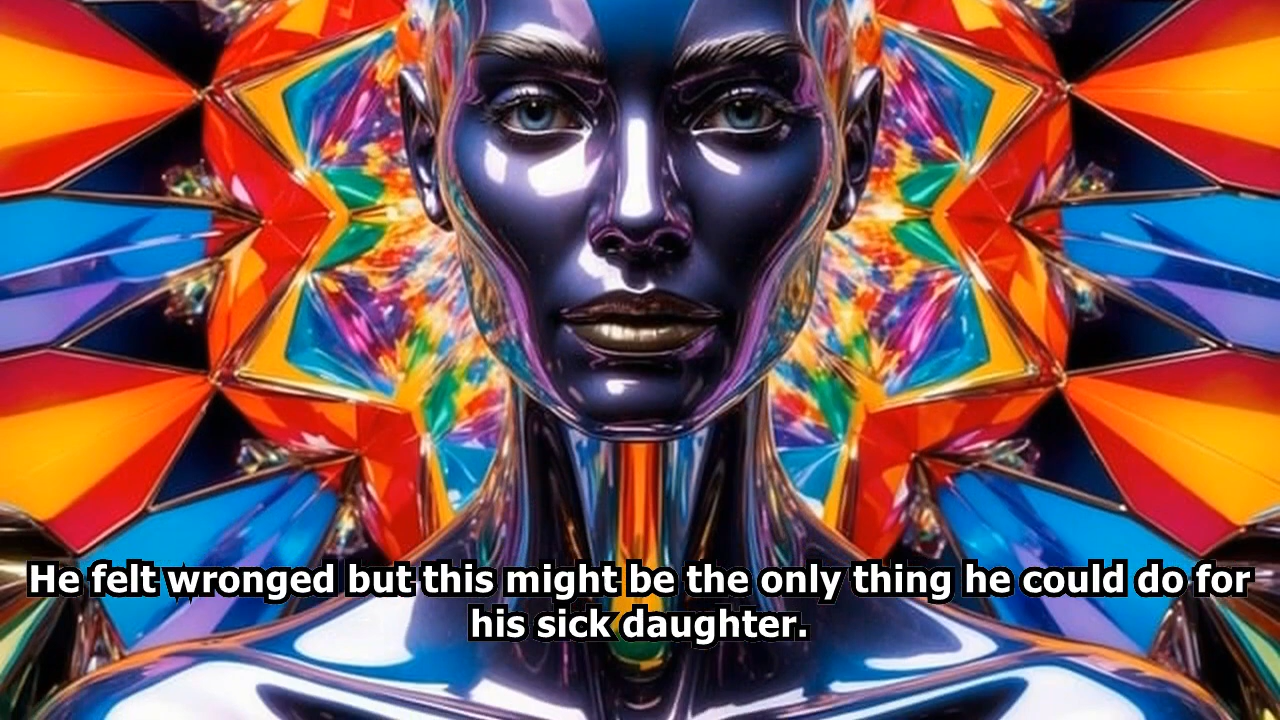 He felt wronged but this might be the only thing he could do for
his sick daughter.